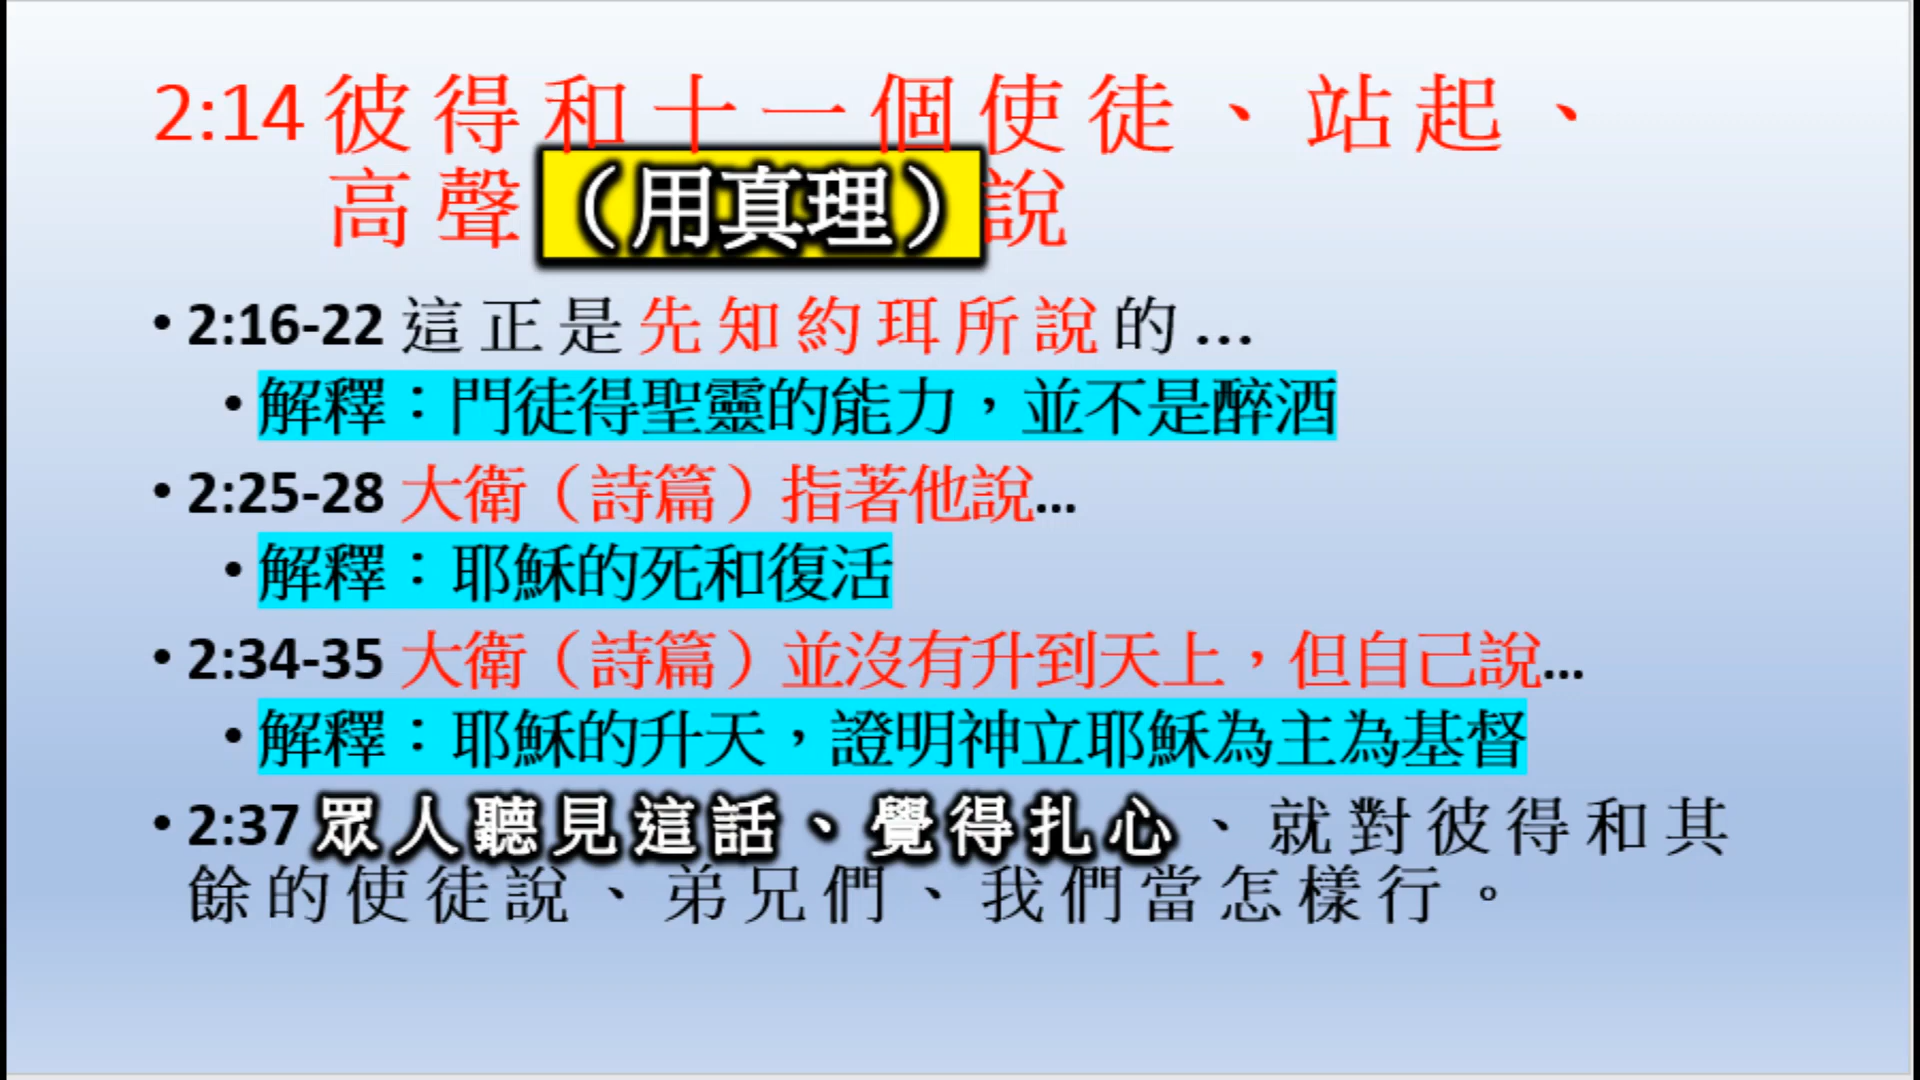 2:14 彼得和十一個使徒、站起、
高聲（用真理）說
• 2:16-22 這正是先知約珥所說的…
• 解釋：門徒得聖靈的能力，並不是醉酒
• 2:25-28 大衛（詩篇）指著他說...
• 解釋：耶穌的死和復活
• 2:34-35 大衛（詩篇）並沒有升到天上，但自己說...
• 解釋：耶穌的升天，證明神立耶穌為主為基督
• 2:37 眾人聽見這話、覺得扎心、就對彼得和其
餘的使徒說、弟兄們、我們當怎樣行。